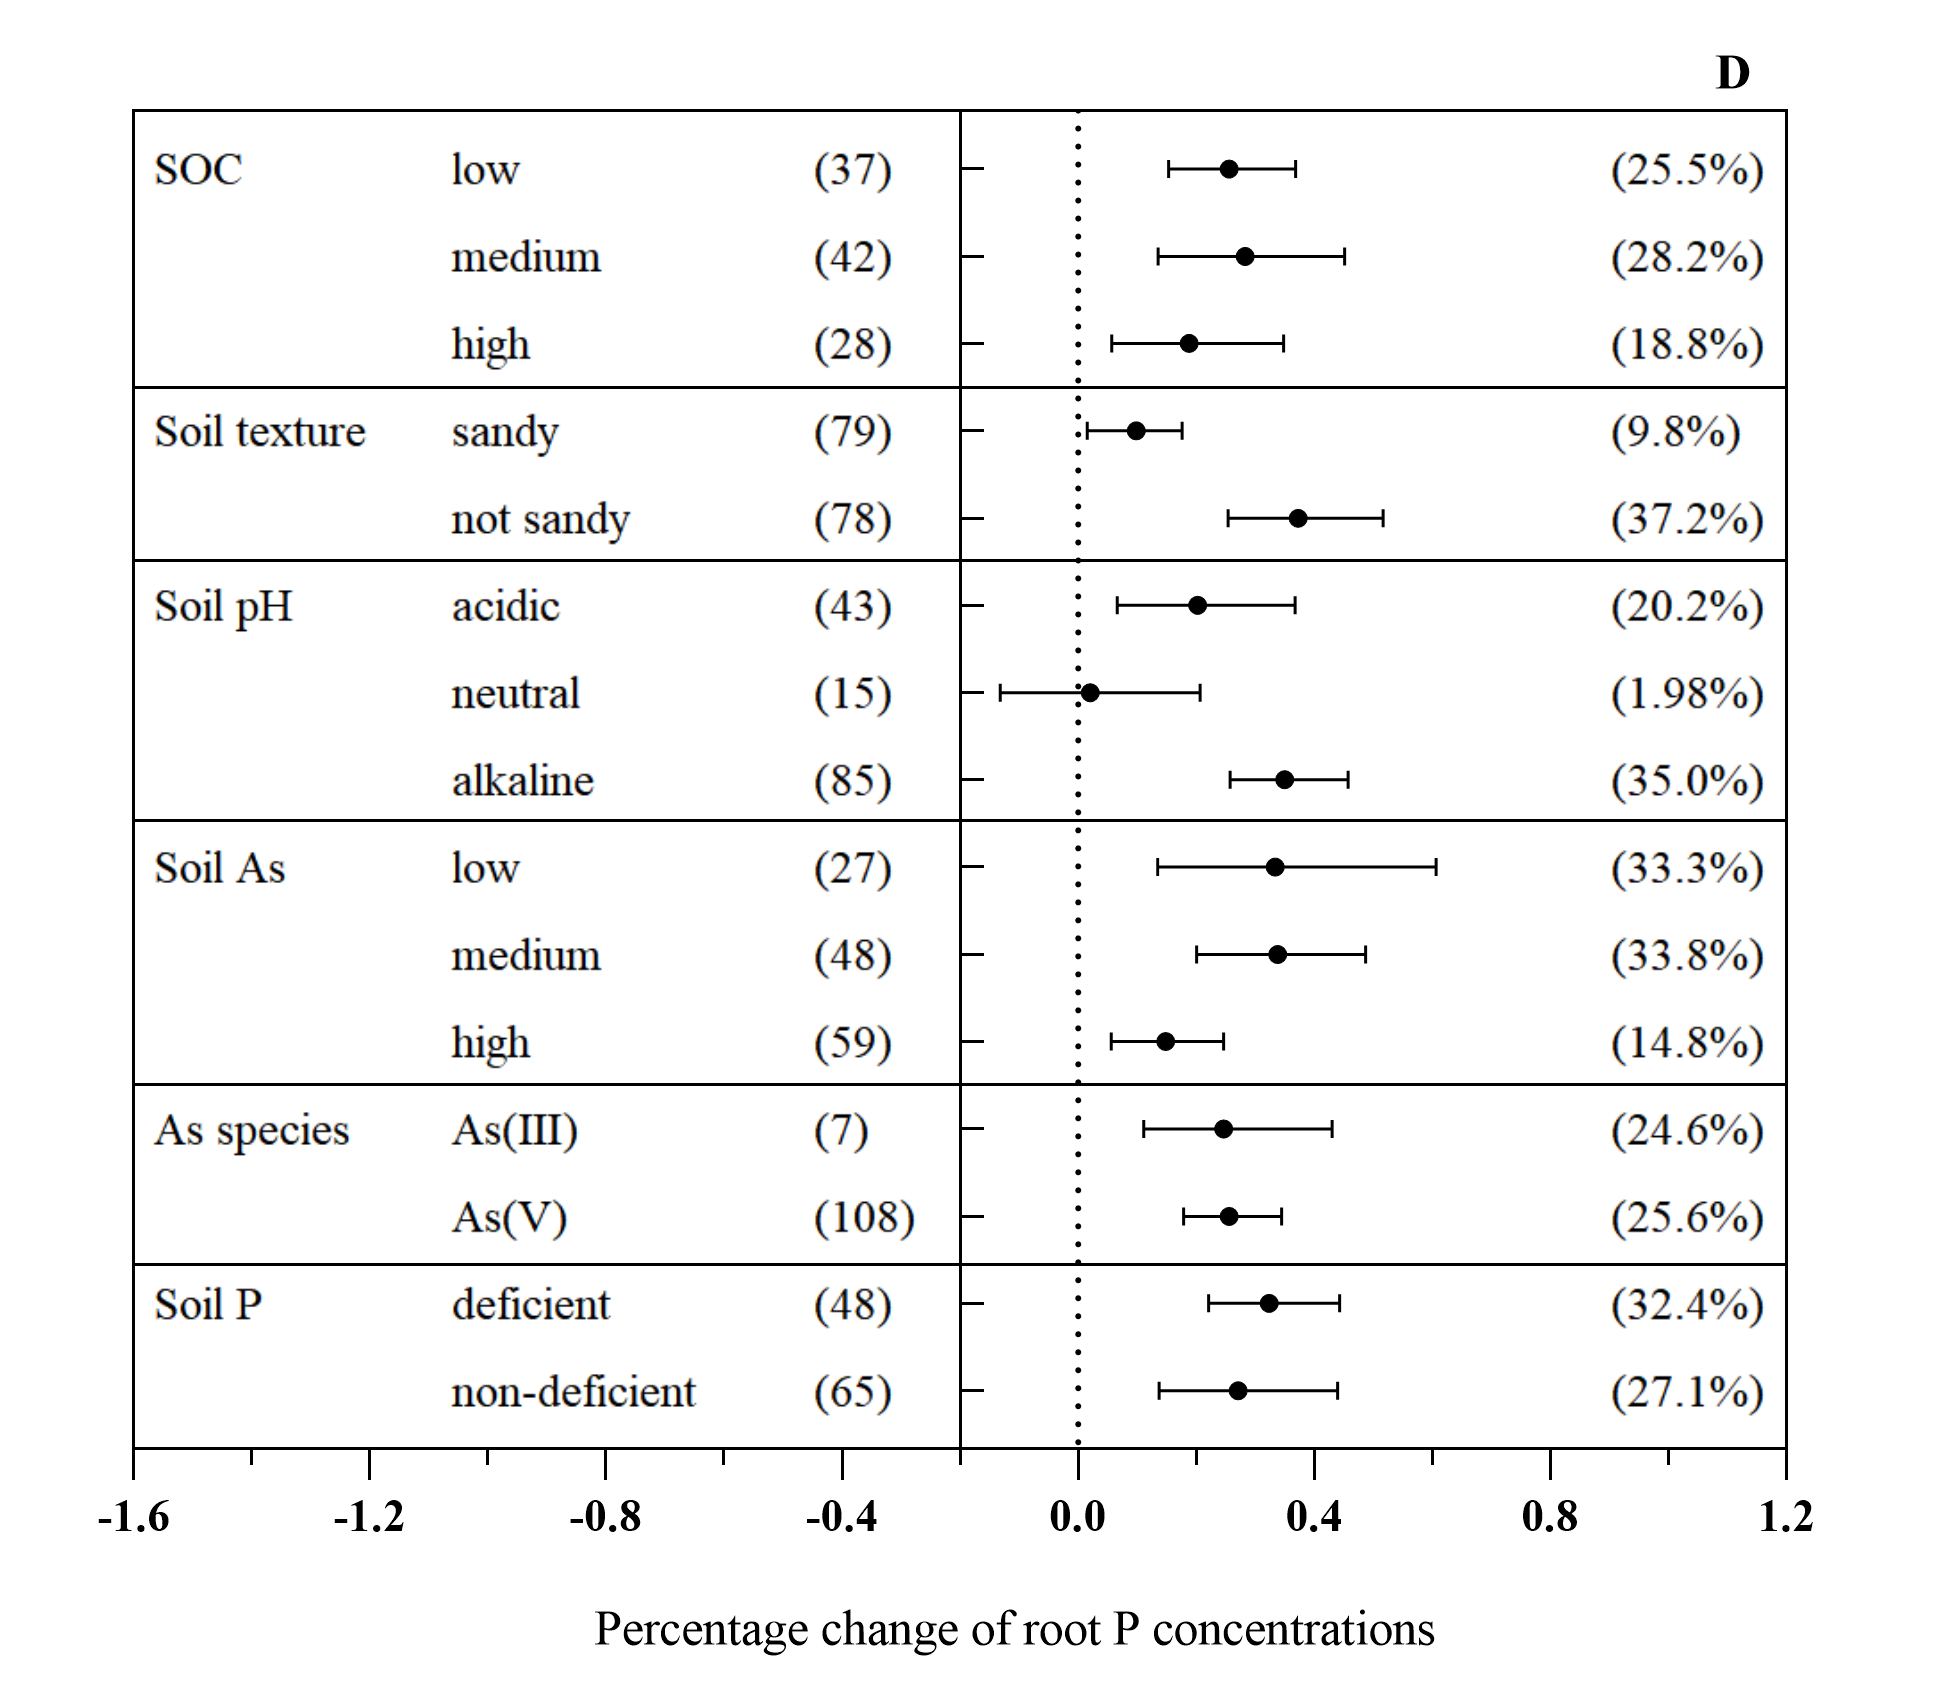 D
SOC low (37) (25.5%)
medium (42) (28.2%)
high (28) (18.8%)
Soil texture sandy (79) (9.8%)
not sandy (78) (37.2%)
Soil pH acidic (43) (20.2%)
neutral (15) (1.98%)
alkaline (85) (35.0%)
Soil As low (27) (33.3%)
medium (48) (33.8%)
high (59) (14.8%)
As species As(III) (7) (24.6%)
As(V) (108) (25.6%)
Soil P deficient (48) (32.4%)
non-deficient (65) (27.1%)
-1.6 -1.2 -0.8 -0.4 0.0 0.4 0.8 1.2
Percentage change of root P concentrations